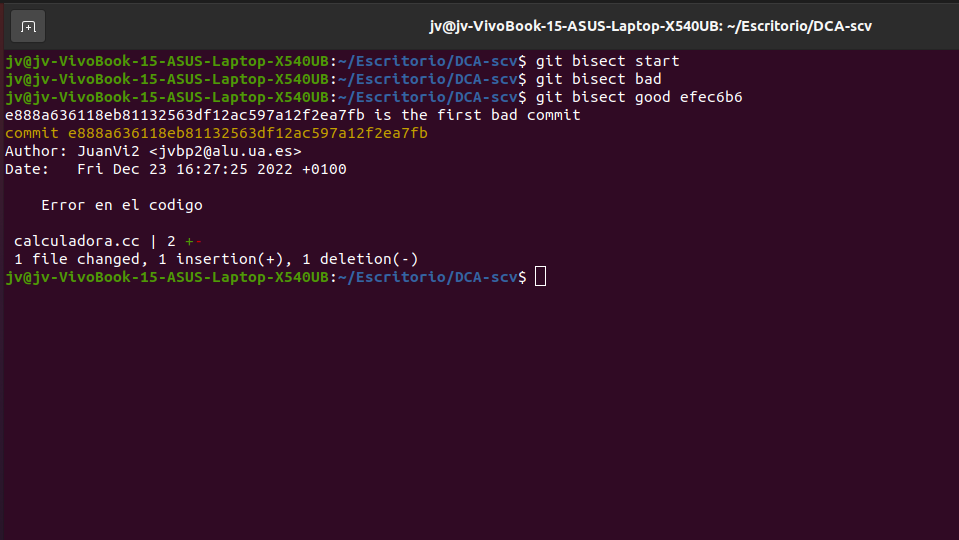 jv@jv-VivoBook-15-ASUS-Laptop-X540UB: ~/Escritorio/DCA-scv
jv@jv-VivoBook-15-ASUS-Laptop-X540UB:~/Escritorio/DCA-scv$ git bisect start
jv@jv-VivoBook-15-ASUS-Laptop-X540UB:~/Escritorio/DCA-scv$ git bisect bad
jv@jv-VivoBook-15-ASUS-Laptop-X540UB:~/Escritorio/DCA-scv$ git bisect good efec6b6
e888a636118eb81132563df12ac597a12f2ea7fb is the first bad commit
commit e888a636118eb81132563df12ac597a12f2ea7fb
Author: JuanVi2 <jvbp2@alu.ua.es>
Date:   Fri Dec 23 16:27:25 2022 +0100
    Error en el codigo
 calculadora.cc | 2 +-
 1 file changed, 1 insertion(+), 1 deletion(-)
jv@jv-VivoBook-15-ASUS-Laptop-X540UB:~/Escritorio/DCA-scv$